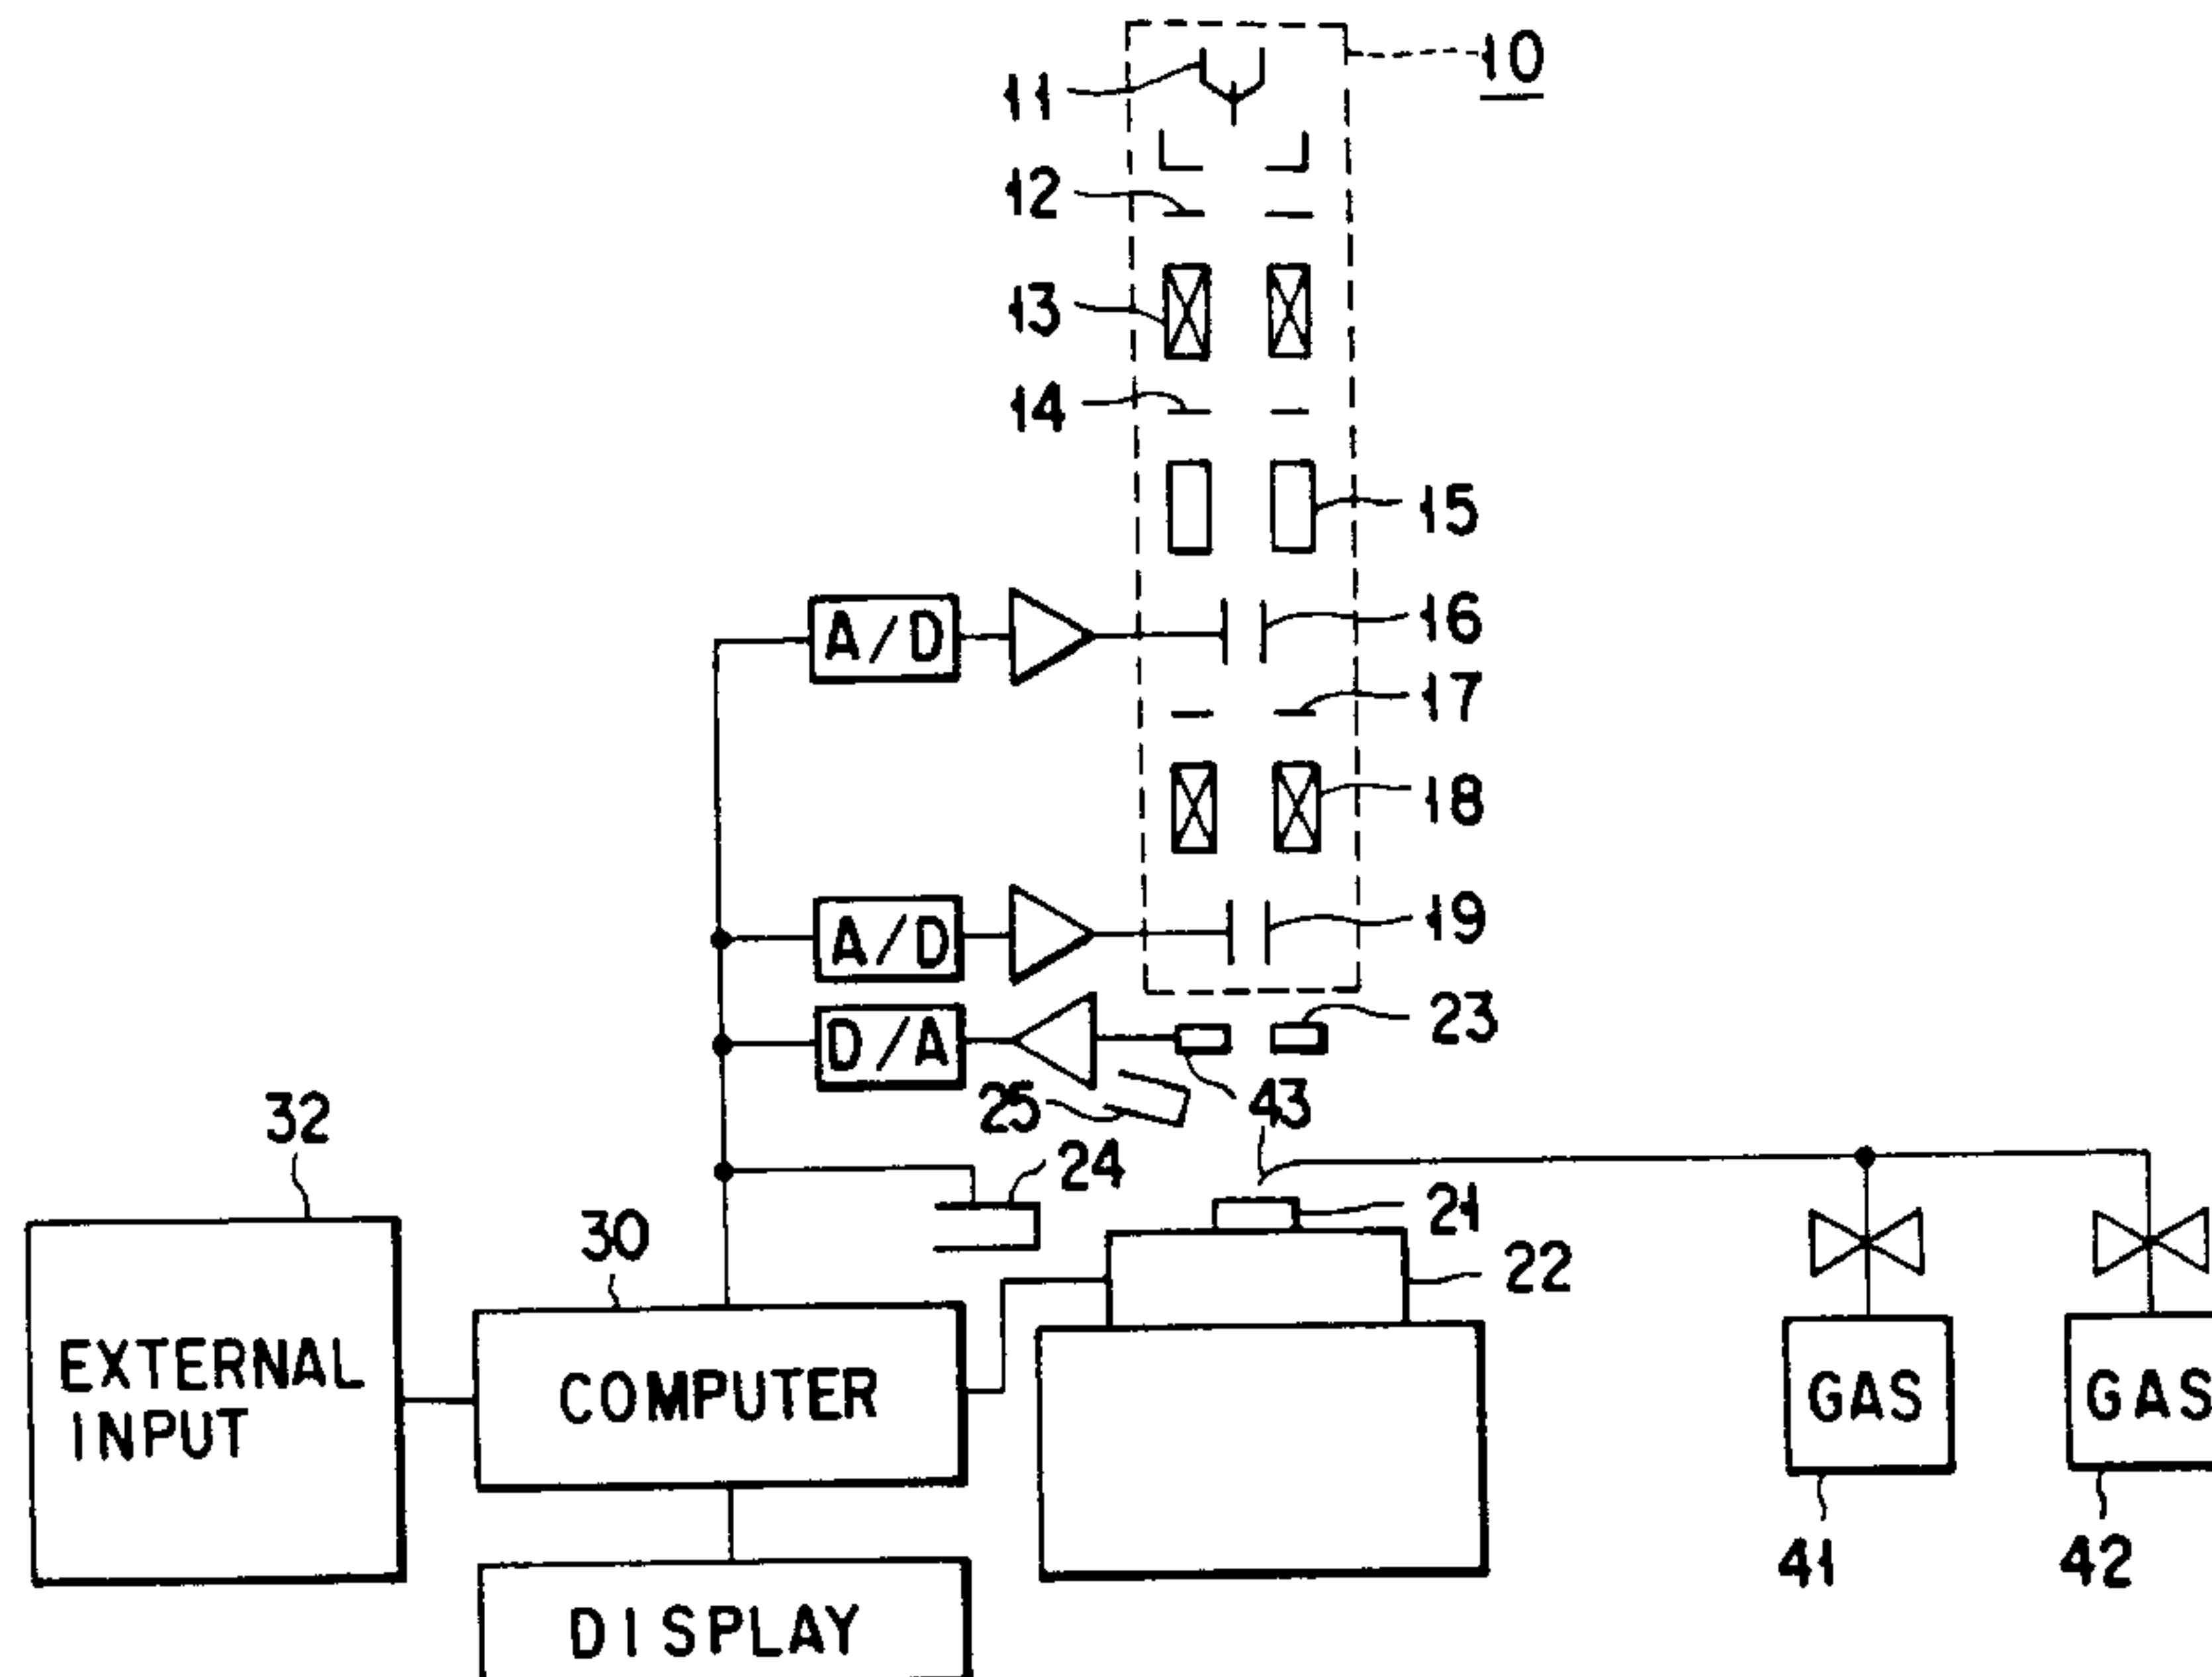 10
11
12
13
14
15
A/D
16
17
18
A/D
19
D/A
23
25
43
32
24
21
30
22
EXTERNAL
INPUT
COMPUTER
GAS
GAS
41
42
DISPLAY